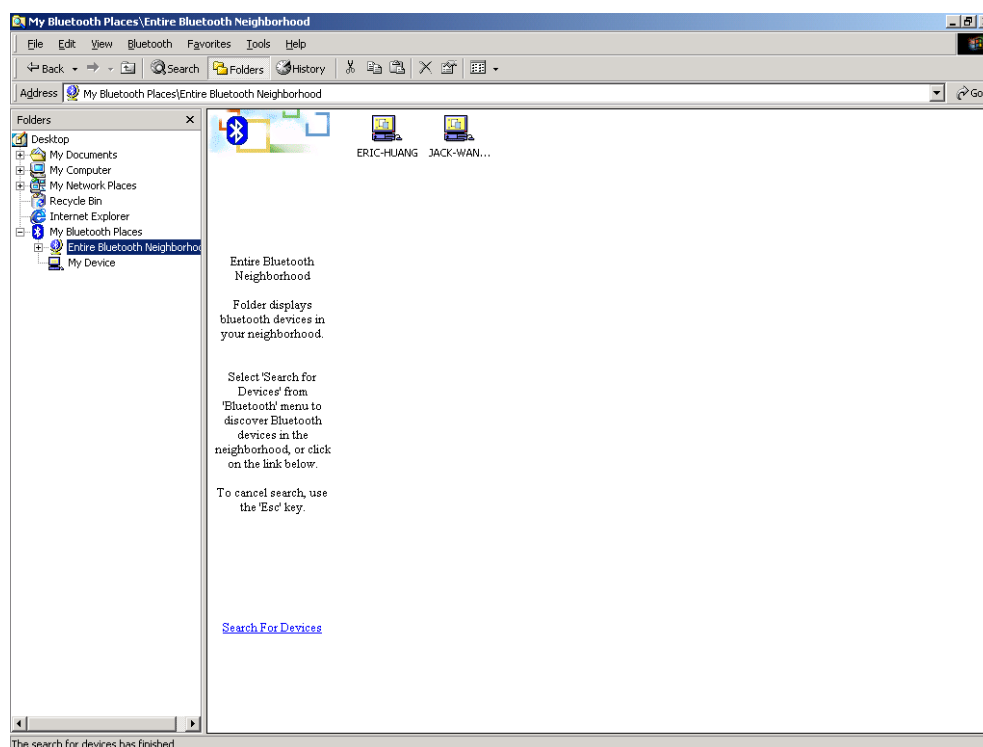 My Bluetooth Places\Entire Bluetooth Neighborhood
File Edit View Bluetooth Favorites Tools Help
Back Search Folders History
Address My Bluetooth Places\Entire Bluetooth Neighborhood Go
Folders
Desktop
My Documents
My Computer
My Network Places
Recycle Bin
Internet Explorer
My Bluetooth Places
Entire Bluetooth Neighborhoo
My Device
ERIC-HUANG JACK-WAN...
Entire Bluetooth
Neighborhood
Folder displays
bluetooth devices in
your neighborhood.
Select 'Search for
Devices' from
'Bluetooth' menu to
discover Bluetooth
devices in the
neighborhood, or click
on the link below.
To cancel search, use
the 'Esc' key.
Search For Devices
The search for devices has finished